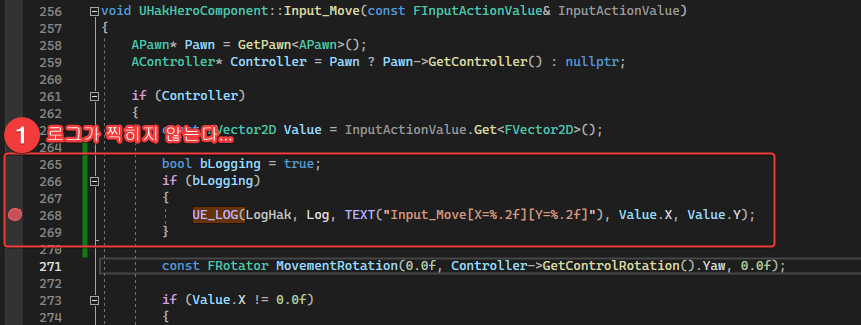 256 void UHakHeroComponent::Input_Move(const FInputActionValue& InputActionValue)
257 {
258 APawn* Pawn = GetPawn<APawn>();
259 AController* Controller = Pawn ? Pawn->GetController() : nullptr;
260
261 if (Controller)
262 {
Vector2D Value = InputActionValue.Get<FVector2D>();
1 로그가 찍히지 않는다...
264
265 bool bLogging = true;
266 if (bLogging)
267 {
268 UE_LOG(LogHak, Log, TEXT("Input_Move[X=%.2f][Y=%.2f]"), Value.X, Value.Y);
269 }
270
271 const FRotator MovementRotation(0.0f, Controller->GetControlRotation().Yaw, 0.0f);
272
273 if (Value.X != 0.0f)
274 {